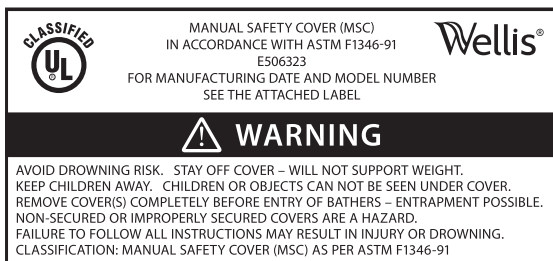 CLASSIFIED
UL®
MANUAL SAFETY COVER (MSC)
IN ACCORDANCE WITH ASTM F1346-91
E506323
FOR MANUFACTURING DATE AND MODEL NUMBER
SEE THE ATTACHED LABEL
Wellis®
WARNING
AVOID DROWNING RISK. STAY OFF COVER – WILL NOT SUPPORT WEIGHT.
KEEP CHILDREN AWAY. CHILDREN OR OBJECTS CAN NOT BE SEEN UNDER COVER.
REMOVE COVER(S) COMPLETELY BEFORE ENTRY OF BATHERS – ENTRAPMENT POSSIBLE.
NON-SECURED OR IMPROPERLY SECURED COVERS ARE A HAZARD.
FAILURE TO FOLLOW ALL INSTRUCTIONS MAY RESULT IN INJURY OR DROWNING.
CLASSIFICATION: MANUAL SAFETY COVER (MSC) AS PER ASTM F1346-91